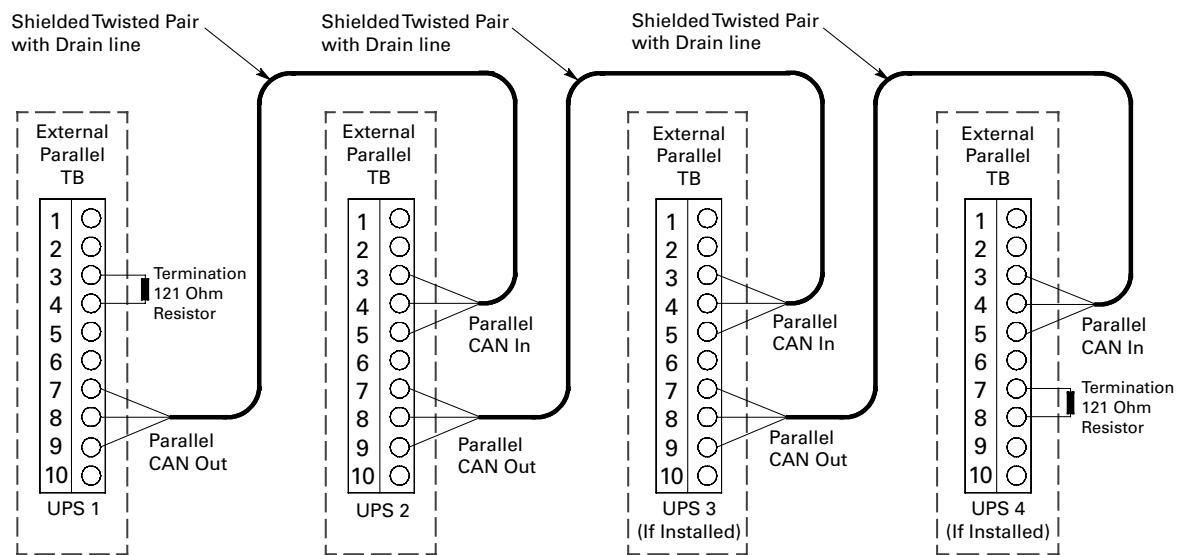 Shielded Twisted Pair
with Drain line
Shielded Twisted Pair
with Drain line
Shielded Twisted Pair
with Drain line
External
Parallel
TB
1
2
3
4
5
6
7
8
9
10
UPS 1
Termination
121 Ohm
Resistor
Parallel
CAN Out
External
Parallel
TB
1
2
3
4
5
6
7
8
9
10
UPS 2
Parallel
CAN In
Parallel
CAN Out
External
Parallel
TB
1
2
3
4
5
6
7
8
9
10
UPS 3
(If Installed)
Parallel
CAN In
Parallel
CAN Out
External
Parallel
TB
1
2
3
4
5
6
7
8
9
10
UPS 4
(If Installed)
Parallel
CAN In
Termination
121 Ohm
Resistor